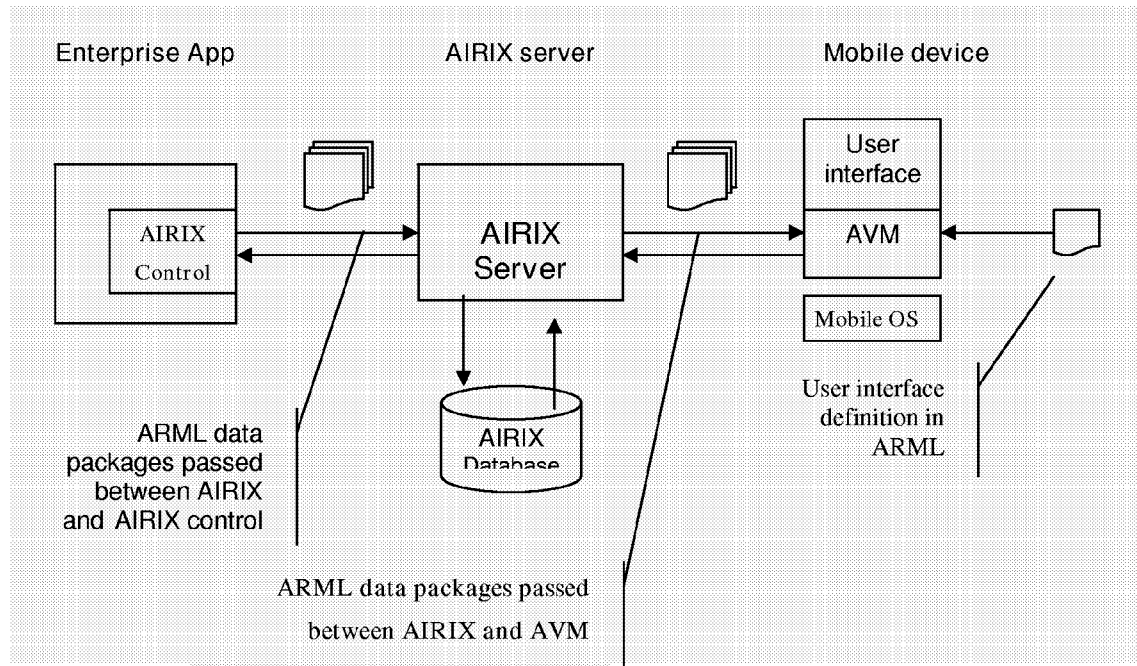 Enterprise App
AIRIX server
Mobile device
User
interface
AIRIX
Control
AIRIX
Server
AVM
Mobile OS
AIRIX
Database
User interface
definition in
ARML
ARML data
packages passed
between AIRIX
and AIRIX control
ARML data packages passed
between AIRIX and AVM